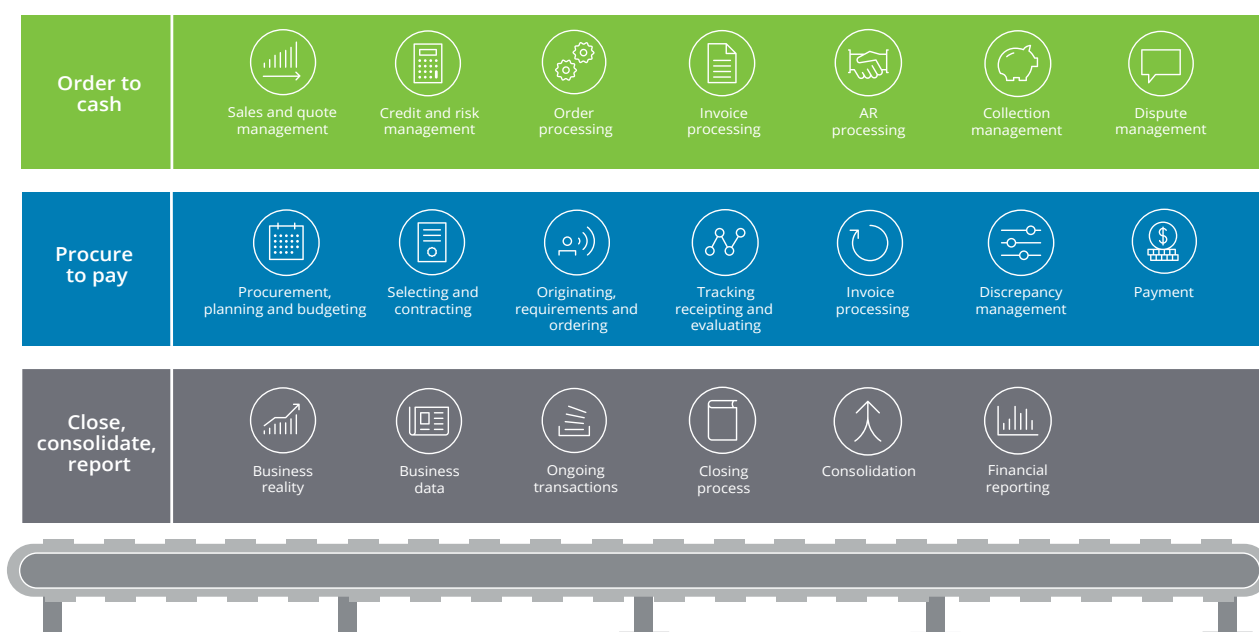 Order to
cash
Sales and quote
management
Credit and risk
management
Order
processing
Invoice
processing
AR
processing
Collection
management
Dispute
management
Procure
to pay
Procurement,
planning and budgeting
Selecting and
contracting
Originating,
requirements and
ordering
Tracking
receipting and
evaluating
Invoice
processing
Discrepancy
management
$
Payment
Close,
consolidate,
report
Business
reality
Business
data
Ongoing
transactions
Closing
process
Consolidation
Financial
reporting